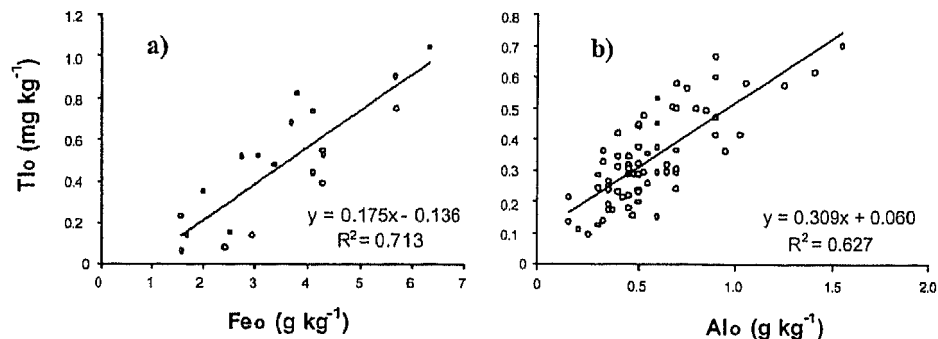 a)
1.2
1.0
0.8
0.6
0.4
0.2
0
Tlo (mg kg⁻¹)
y = 0.175x - 0.136
R² = 0.713
0 1 2 3 4 5 6 7
Feo (g kg⁻¹)
b)
0.8
0.7
0.6
0.5
0.4
0.3
0.2
0.1
0
y = 0.309x + 0.060
R² = 0.627
0 0.5 1.0 1.5 2.0
Alo (g kg⁻¹)